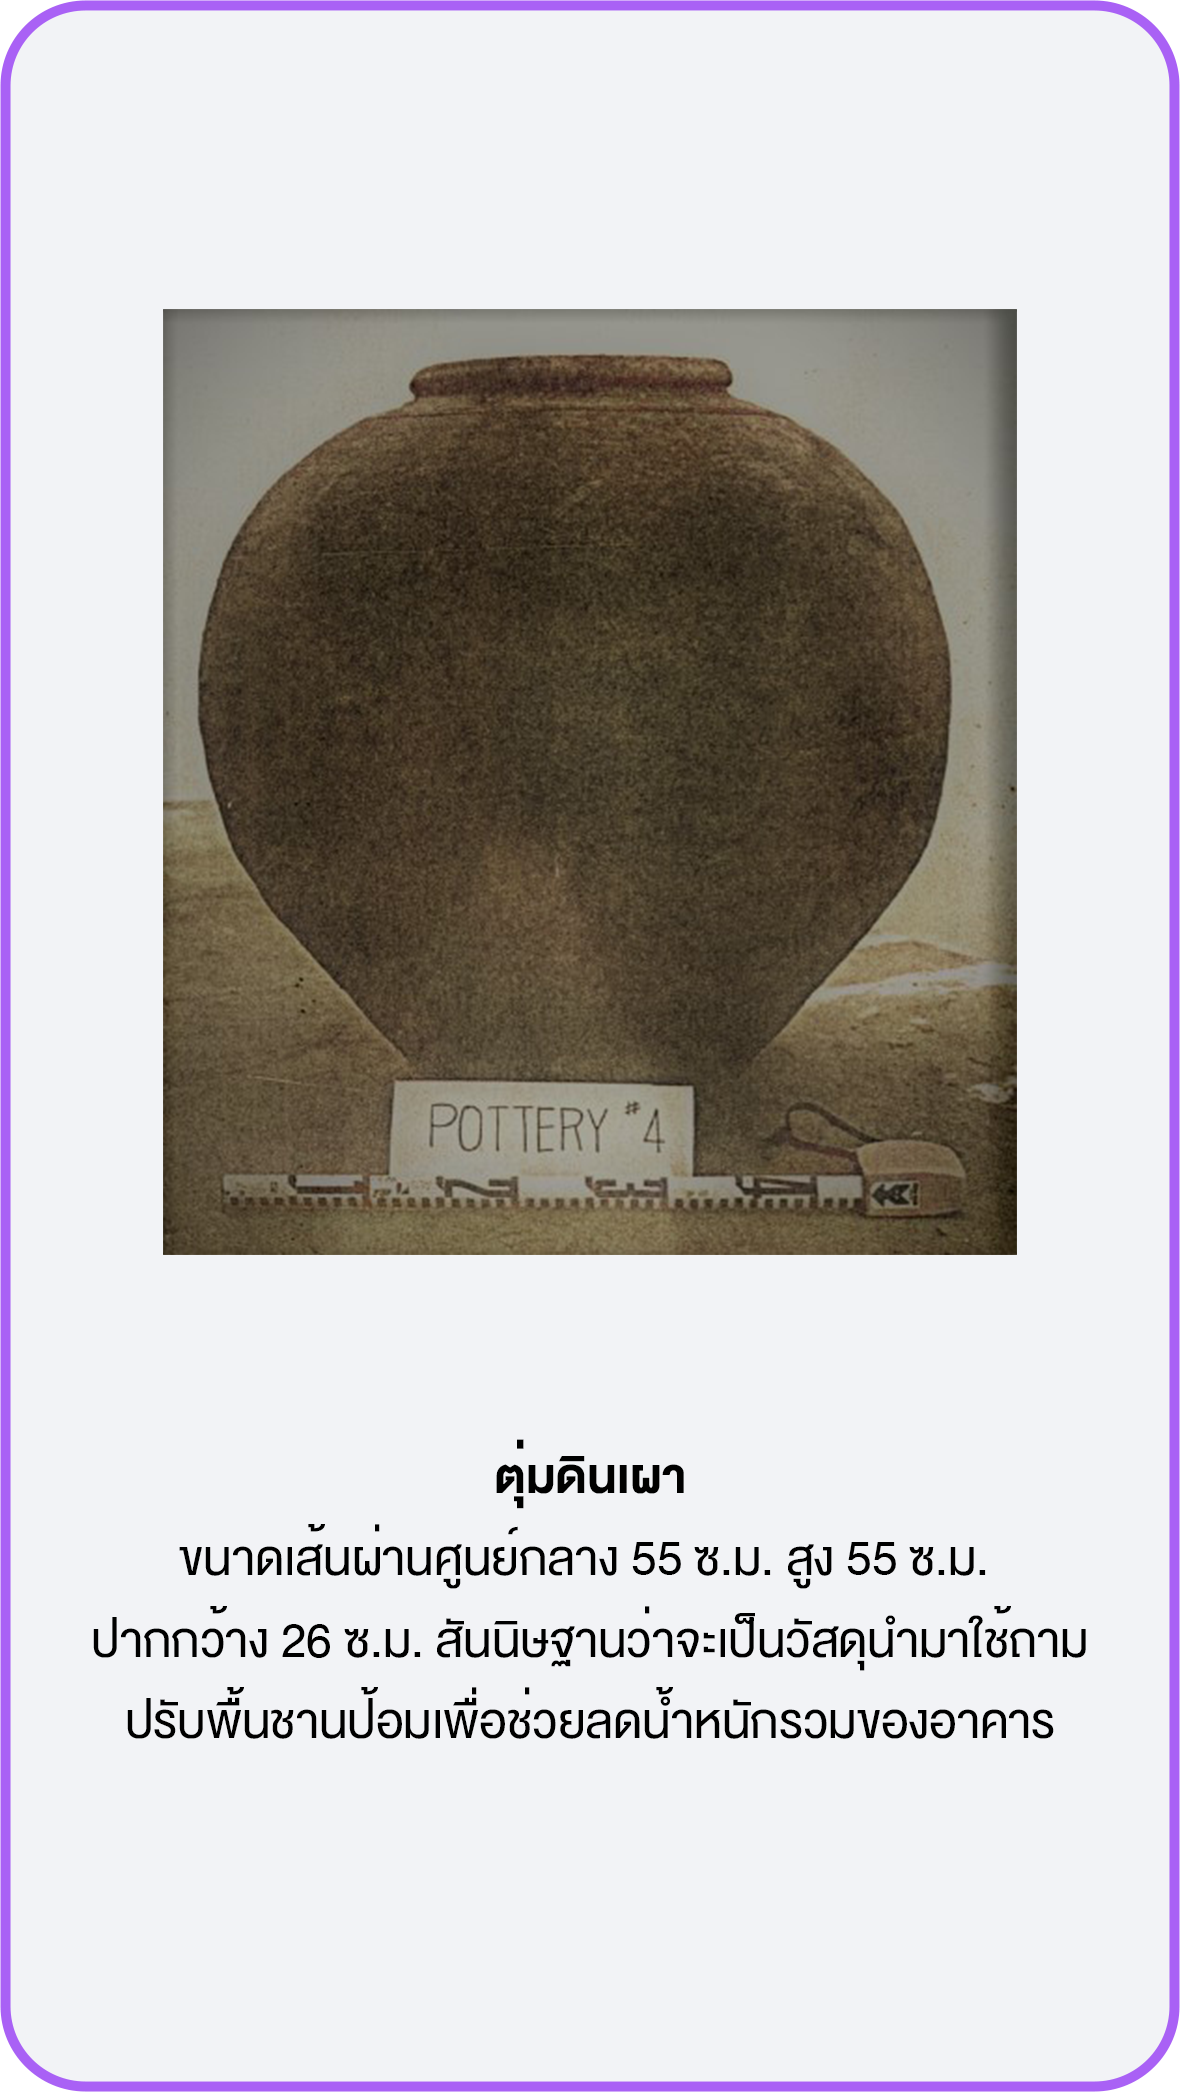 POTTERY #4
1 2 3 4
ตุ่มดินเผา
ขนาดเส้นผ่านศูนย์กลาง 55 ซ.ม. สูง 55 ซ.ม.
ปากกว้าง 26 ซ.ม. สันนิษฐานว่าจะเป็นวัสดุนำมาใช้ถาม
ปรับพื้นชานป้อมเพื่อช่วยลดน้ำหนักรวมของอาคาร